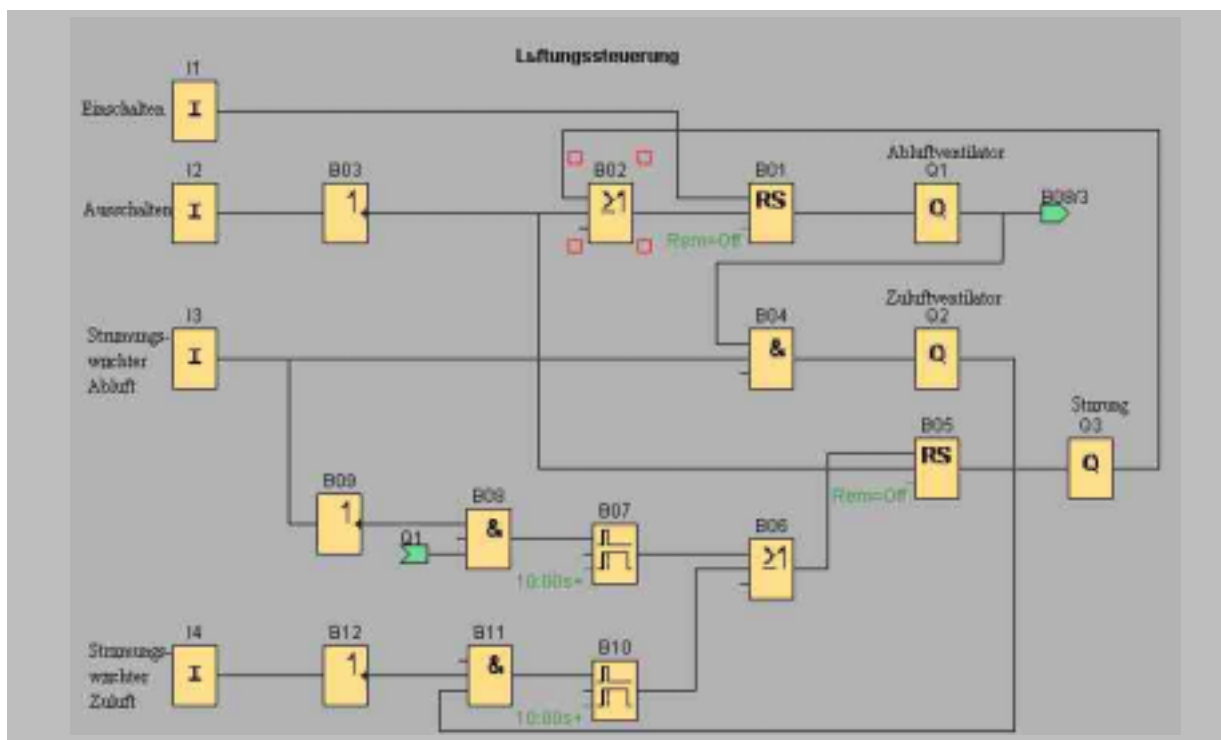 Lüftungssteuerung
I1
Einschalten
I
Abluftventilator
I2
B03
B02
B01
Q1
B08/3
Ausschalten
I
1
≥1
RS
Q
Rem=Off
Zuluftventilator
I3
B04
Q2
Strömungs-
wächter
Abluft
I
&
Q
Störung
B05
Q3
RS
Q
Rem=Off
B09
B08
B07
B06
1
&
Q1
≥1
10:00s+
I4
B12
B11
B10
Strömungs-
wächter
Zuluft
I
1
&
10:00s+